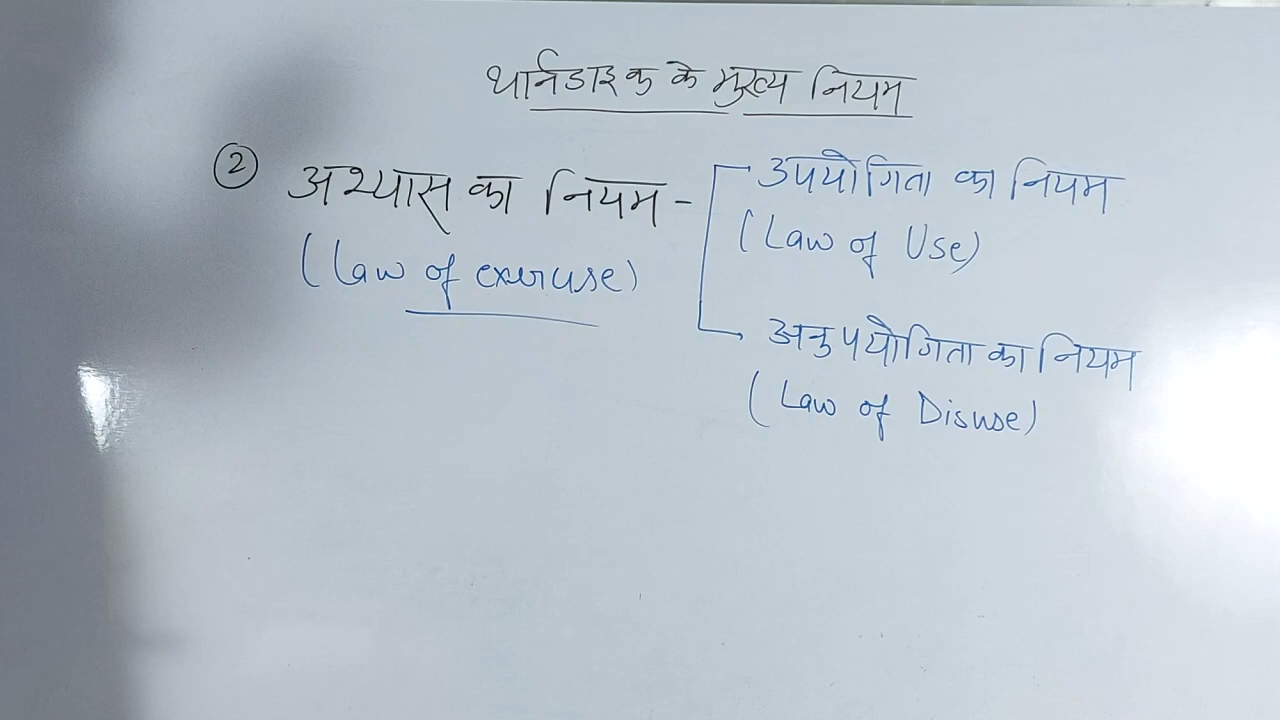 थार्नडाइक के मुख्य नियम
② अभ्यास का नियम -
(Law of exercise)
उपयोगिता का नियम
(Law of Use)
अनुपयोगिता का नियम
(Law of Disuse)